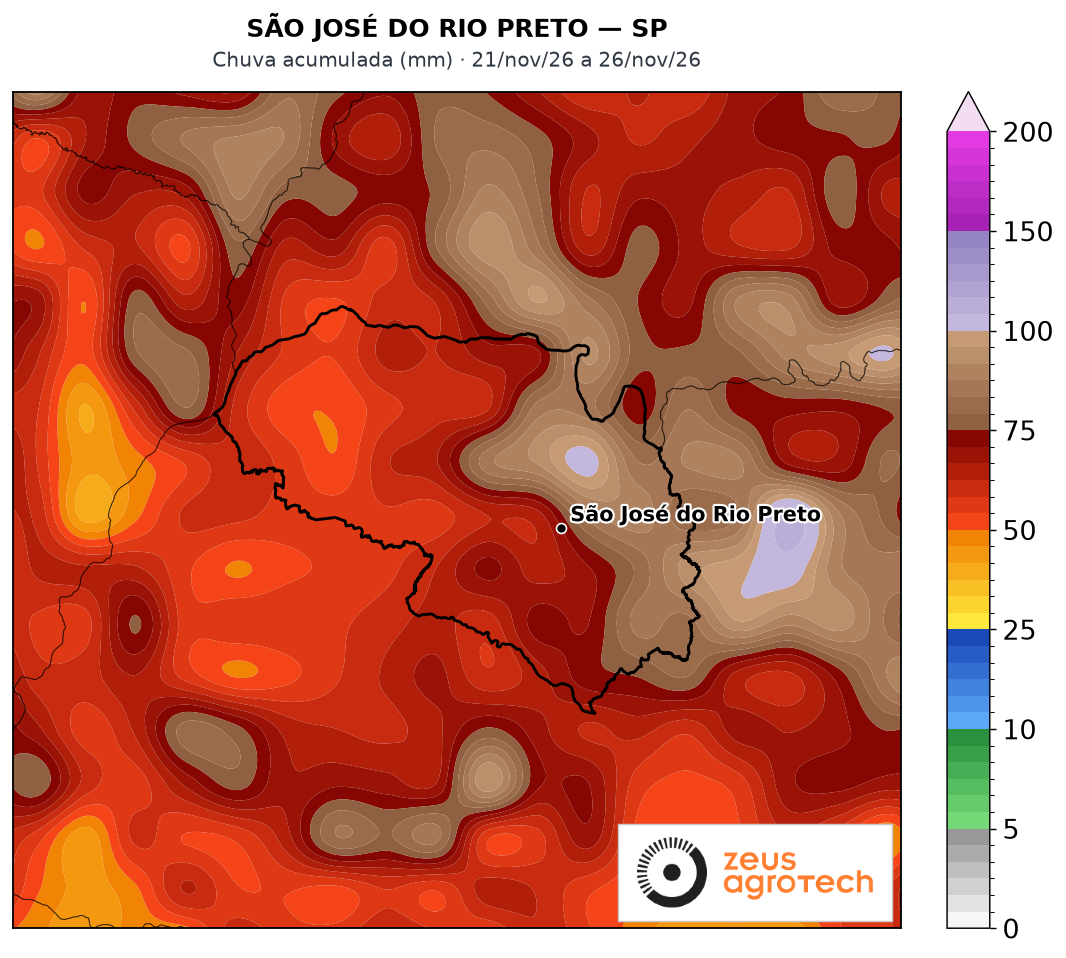 SÃO JOSÉ DO RIO PRETO — SP
Chuva acumulada (mm) · 21/nov/26 a 26/nov/26
200
150
100
75
50
25
10
5
0
São José do Rio Preto
zeus
agrotech